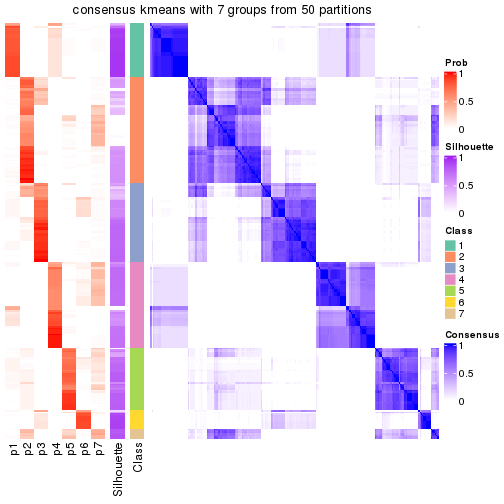 consensus kmeans with 7 groups from 50 partitions
Prob
1
0.5
0
Silhouette
1
0.5
0
Class
1
2
3
4
5
6
7
Consensus
1
0.5
0
p1
p2
p3
p4
p5
p6
p7
Silhouette
Class